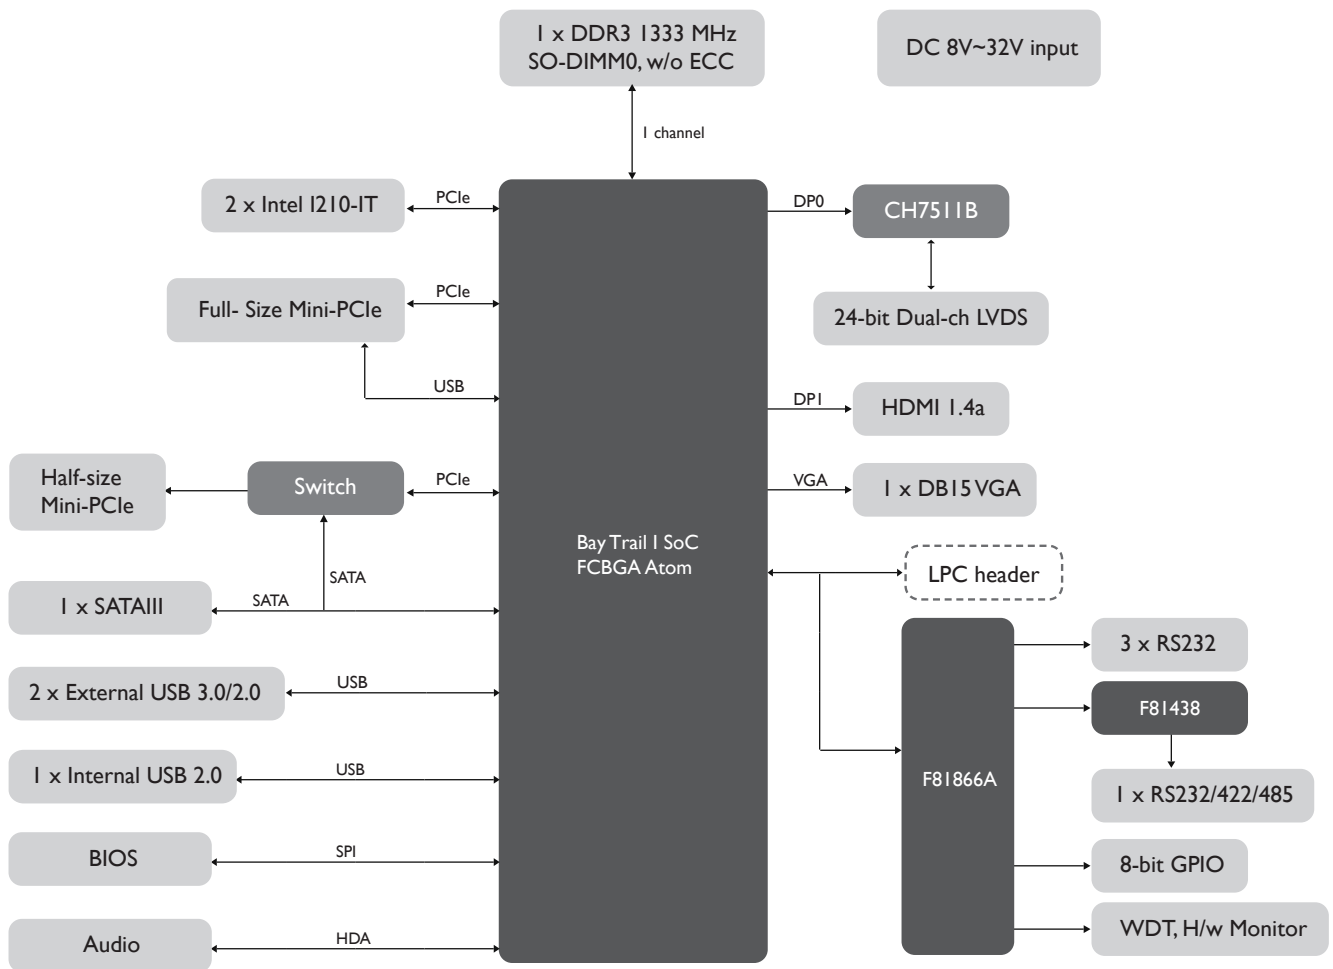 1 x DDR3 1333 MHz
SO-DIMM0, w/o ECC
DC 8V~32V input
1 channel
2 x Intel I210-IT
PCIe
DP0
CH7511B
Full- Size Mini-PCIe
PCIe
24-bit Dual-ch LVDS
USB
DP1
HDMI 1.4a
Half-size
Mini-PCIe
Switch
PCIe
VGA
1 x DB15 VGA
Bay Trail I SoC
FCBGA Atom
LPC header
SATA
1 x SATAIII
SATA
3 x RS232
2 x External USB 3.0/2.0
USB
F81438
1 x Internal USB 2.0
USB
F81866A
1 x RS232/422/485
BIOS
SPI
8-bit GPIO
Audio
HDA
WDT, H/w Monitor